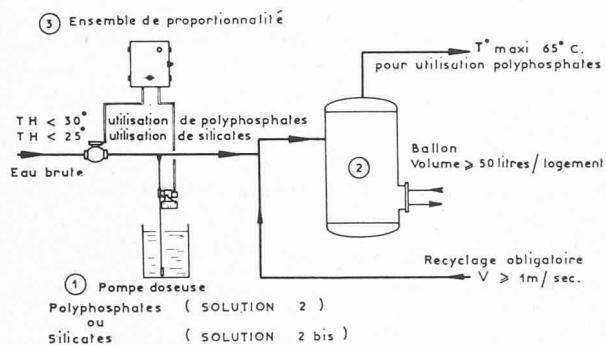 ③ Ensemble de proportionnalité
T° maxi 65° C.
pour utilisation polyphosphates
TH < 30° utilisation de polyphosphates
TH < 25° utilisation de silicates
Eau brute
②
Ballon
Volume ⩾ 50 litres / logement
Recyclage obligatoire
V ⩾ 1m / sec.
① Pompe doseuse
Polyphosphates ( SOLUTION 2 )
ou
Silicates ( SOLUTION 2 bis )